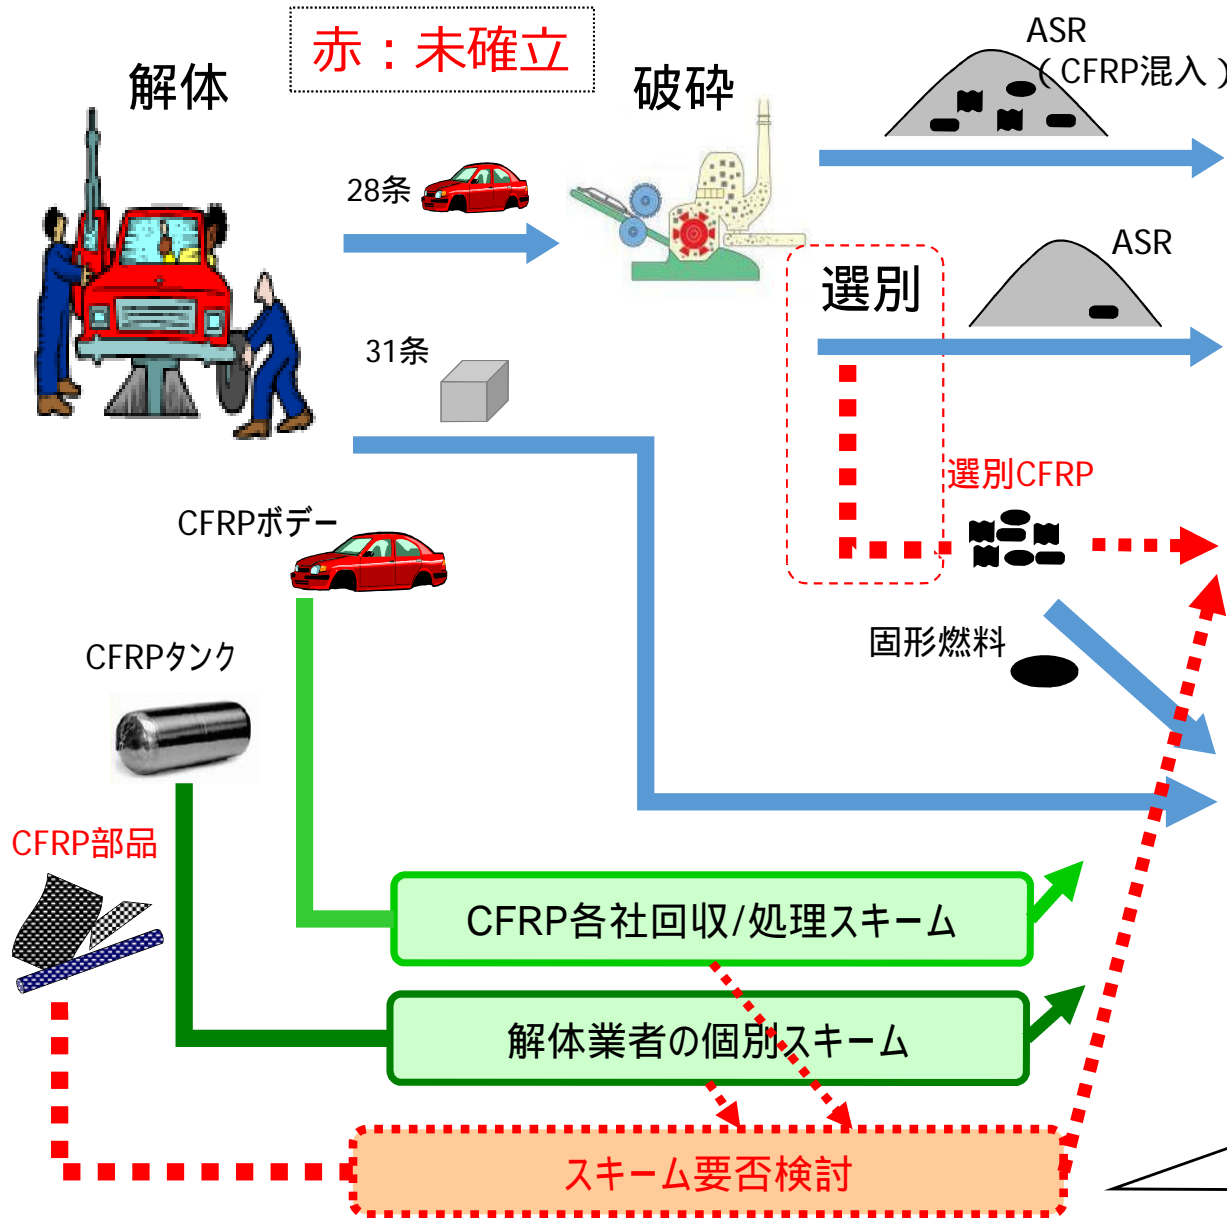 赤：未確立
解体
破砕
ASR
（CFRP混入）
28条
ASR
選別
31条
選別CFRP
CFRPボデー
固形燃料
CFRPタンク
CFRP部品
CFRP各社回収/処理スキーム
解体業者の個別スキーム
スキーム要否検討